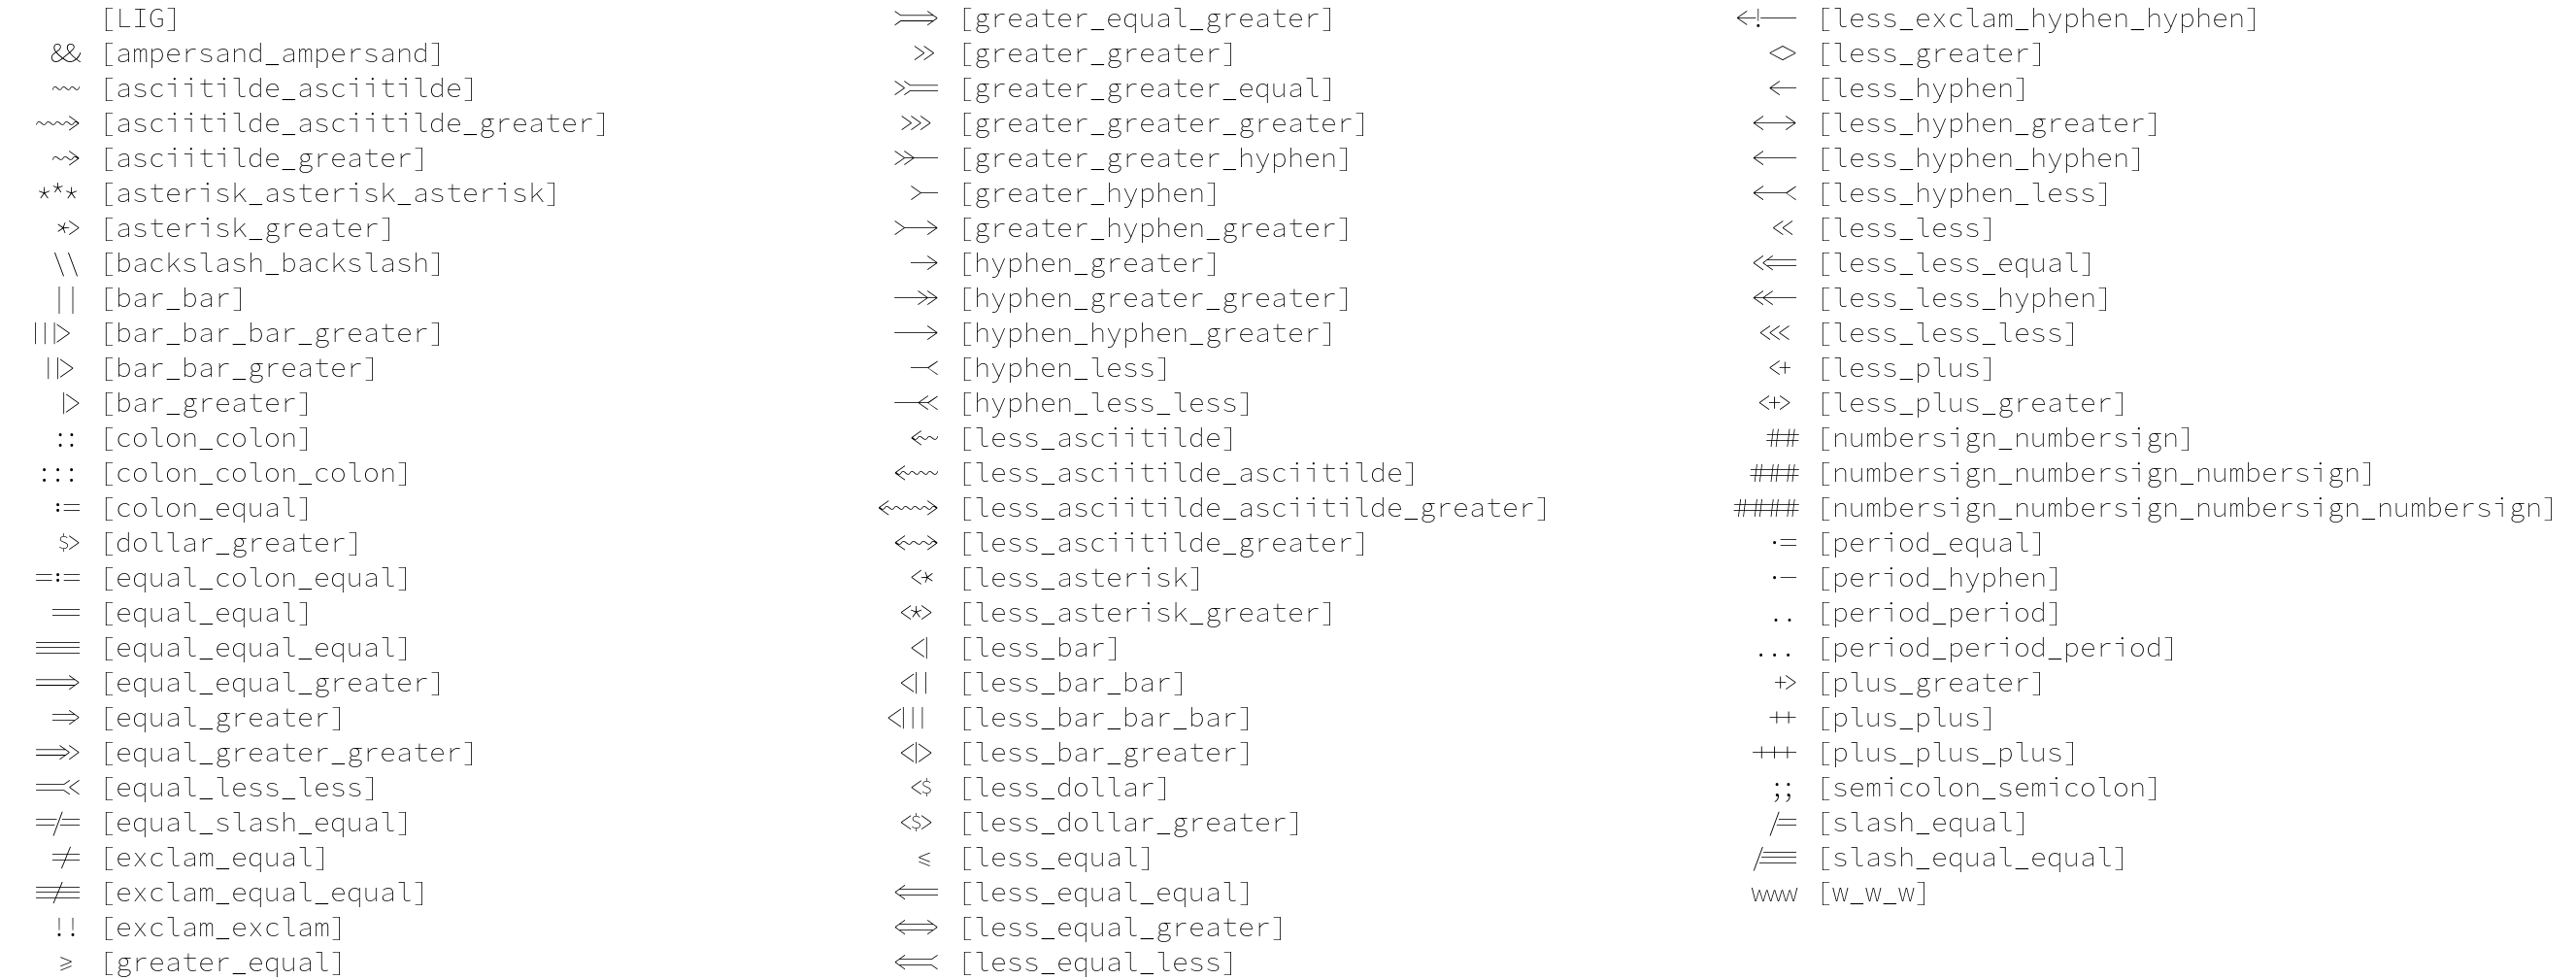 [LIG]
&& [ampersand_ampersand]
~~ [asciitilde_asciitilde]
~~> [asciitilde_asciitilde_greater]
~> [asciitilde_greater]
*** [asterisk_asterisk_asterisk]
*> [asterisk_greater]
\\ [backslash_backslash]
|| [bar_bar]
|||> [bar_bar_bar_greater]
||> [bar_bar_greater]
|> [bar_greater]
:: [colon_colon]
::: [colon_colon_colon]
:= [colon_equal]
$> [dollar_greater]
=:= [equal_colon_equal]
== [equal_equal]
=== [equal_equal_equal]
==> [equal_equal_greater]
=> [equal_greater]
=>> [equal_greater_greater]
=<< [equal_less_less]
=/= [equal_slash_equal]
!= [exclam_equal]
!== [exclam_equal_equal]
!! [exclam_exclam]
>= [greater_equal]
>=> [greater_equal_greater]
>> [greater_greater]
>>= [greater_greater_equal]
>>> [greater_greater_greater]
>>- [greater_greater_hyphen]
>- [greater_hyphen]
>-> [greater_hyphen_greater]
-> [hyphen_greater]
->> [hyphen_greater_greater]
--> [hyphen_hyphen_greater]
-< [hyphen_less]
-<< [hyphen_less_less]
<~ [less_asciitilde]
<~~ [less_asciitilde_asciitilde]
<~~> [less_asciitilde_asciitilde_greater]
<~> [less_asciitilde_greater]
<* [less_asterisk]
<*> [less_asterisk_greater]
<| [less_bar]
<|| [less_bar_bar]
<||| [less_bar_bar_bar]
<|> [less_bar_greater]
<$ [less_dollar]
<$> [less_dollar_greater]
<= [less_equal]
<== [less_equal_equal]
<=> [less_equal_greater]
<=< [less_equal_less]
<!-- [less_exclam_hyphen_hyphen]
<> [less_greater]
<- [less_hyphen]
<-> [less_hyphen_greater]
<-- [less_hyphen_hyphen]
<-< [less_hyphen_less]
<< [less_less]
<<= [less_less_equal]
<<- [less_less_hyphen]
<<< [less_less_less]
<+ [less_plus]
<+> [less_plus_greater]
## [numbersign_numbersign]
### [numbersign_numbersign_numbersign]
#### [numbersign_numbersign_numbersign_numbersign]
.= [period_equal]
.- [period_hyphen]
.. [period_period]
... [period_period_period]
+> [plus_greater]
++ [plus_plus]
+++ [plus_plus_plus]
;; [semicolon_semicolon]
/= [slash_equal]
/== [slash_equal_equal]
www [w_w_w]